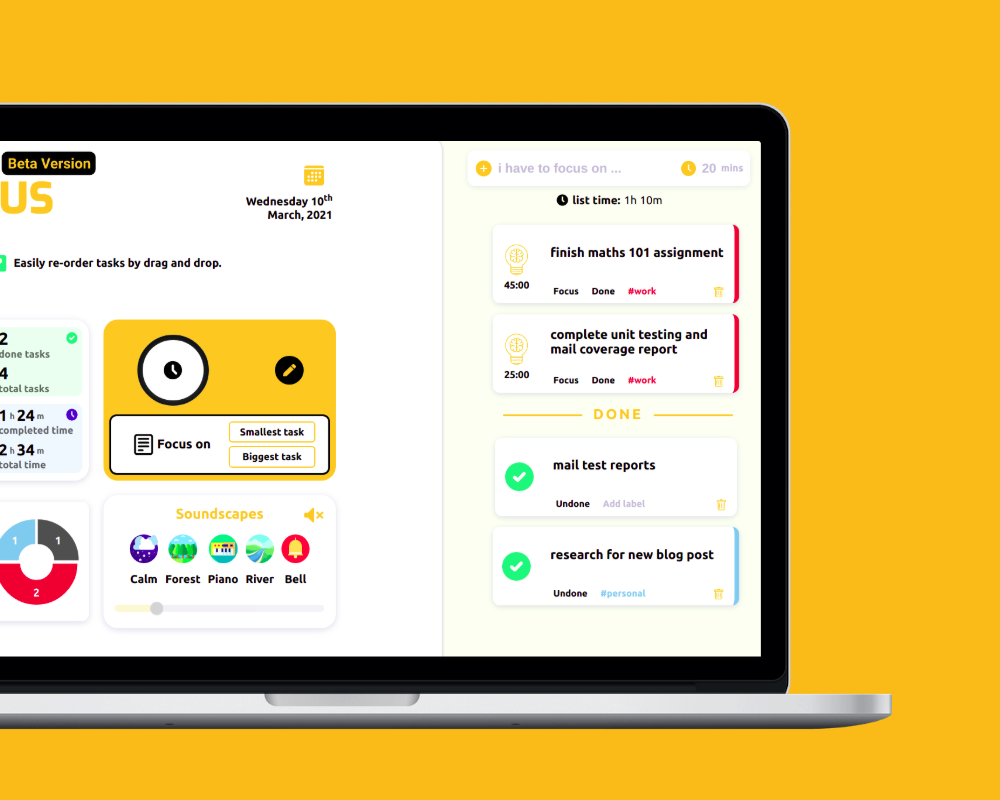 Beta Version
US
Wednesday 10th
March, 2021
Easily re-order tasks by drag and drop.
2
done tasks
4
total tasks
1 h 24 m
completed time
2 h 34 m
total time
Focus on
Smallest task
Biggest task
1
1
2
Soundscapes
Calm
Forest
Piano
River
Bell
i have to focus on ...
20 mins
list time: 1h 10m
finish maths 101 assignment
45:00
Focus
Done
#work
complete unit testing and
mail coverage report
25:00
Focus
Done
#work
DONE
mail test reports
Undone
Add label
research for new blog post
Undone
#personal